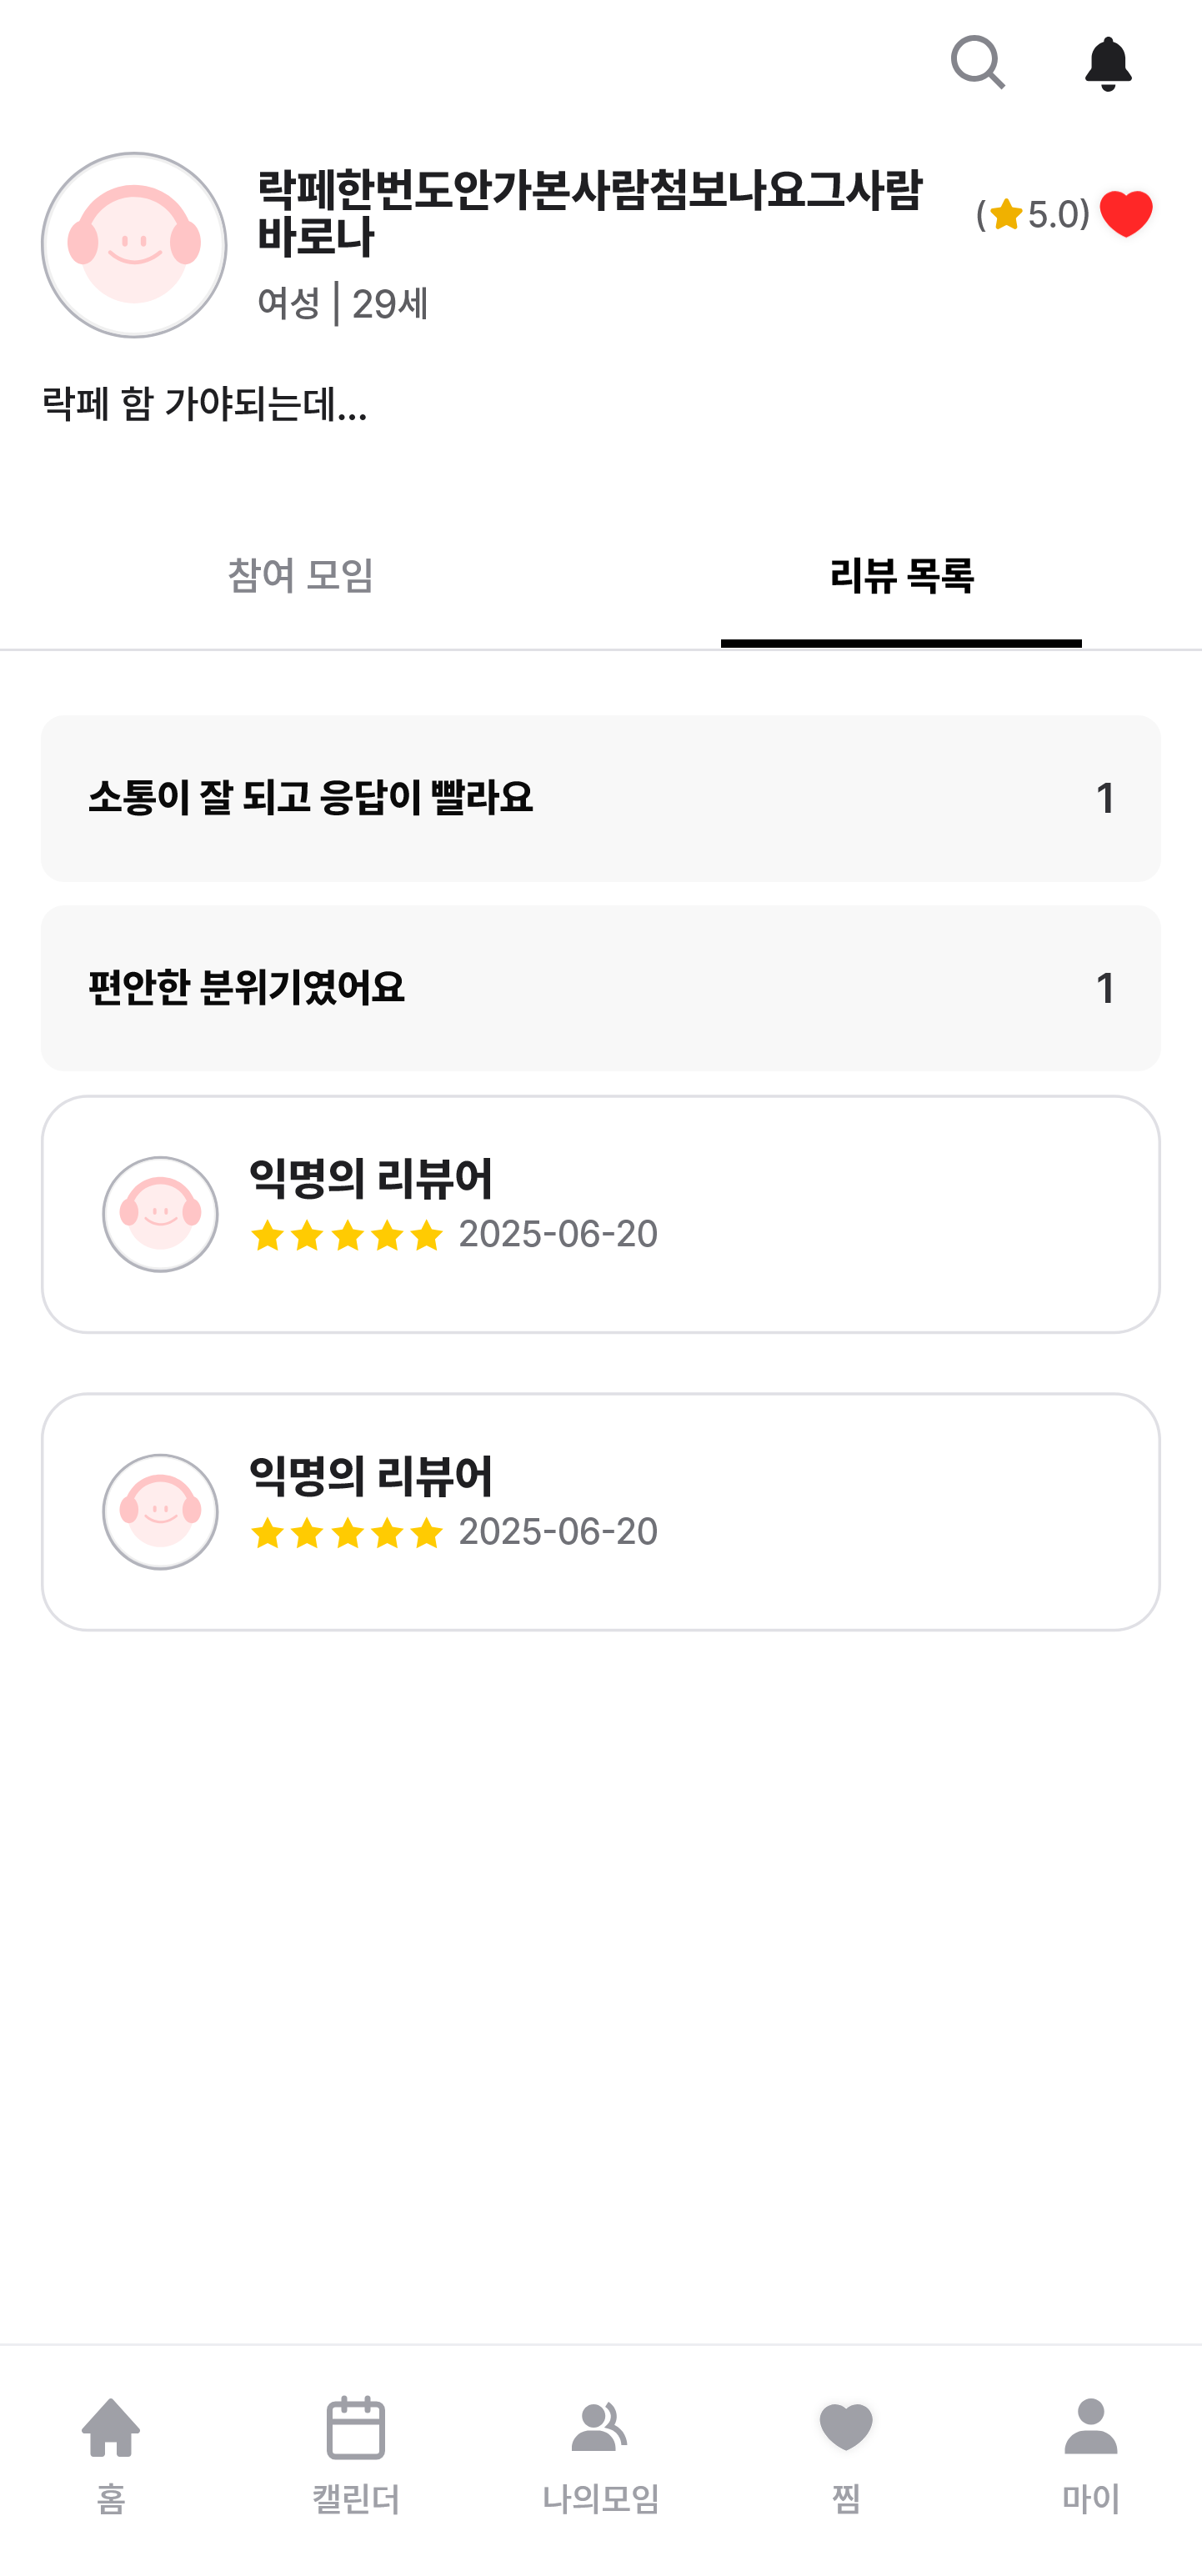 락페한번도안가본사람첨보나요그사람
바로나
(5.0)
여성 | 29세
락페 함 가야되는데...
참여 모임
리뷰 목록
소통이 잘 되고 응답이 빨라요 1
편안한 분위기였어요 1
익명의 리뷰어
2025-06-20
익명의 리뷰어
2025-06-20
홈 캘린더 나의모임 찜 마이